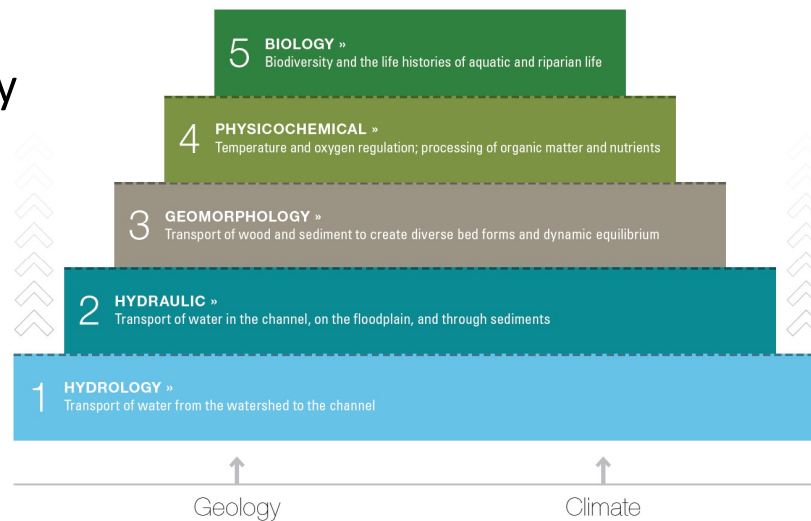 y
5 BIOLOGY »
Biodiversity and the life histories of aquatic and riparian life
4 PHYSICOCHEMICAL »
Temperature and oxygen regulation; processing of organic matter and nutrients
3 GEOMORPHOLOGY »
Transport of wood and sediment to create diverse bed forms and dynamic equilibrium
2 HYDRAULIC »
Transport of water in the channel, on the floodplain, and through sediments
1 HYDROLOGY »
Transport of water from the watershed to the channel
Geology Climate